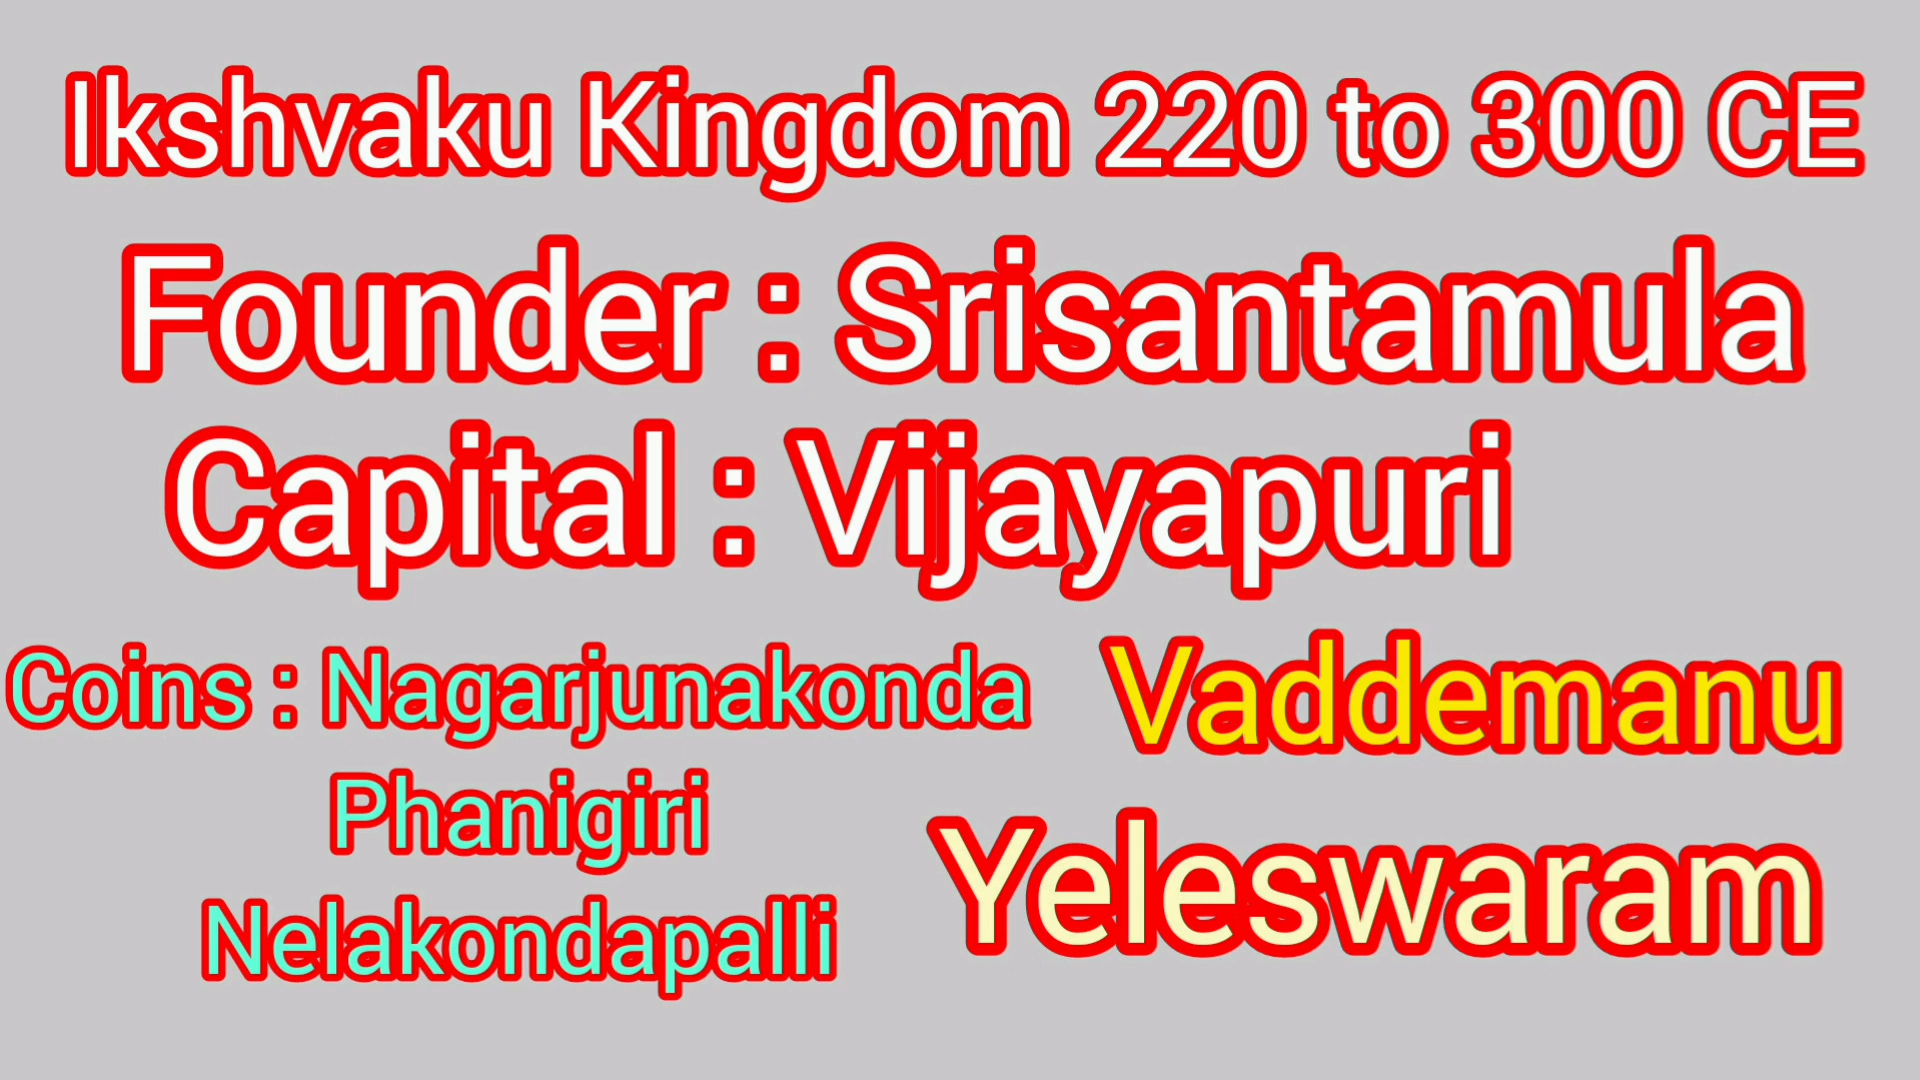 Ikshvaku Kingdom 220 to 300 CE
Founder : Srisantamula
Capital : Vijayapuri
Coins : Nagarjunakonda
Vaddemanu
Phanigiri
Yeleswaram
Nelakondapalli